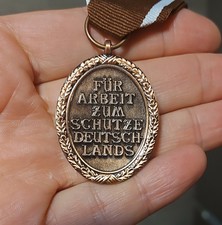 FÜR
ARBEIT
ZUM
SCHUTZE
DEUTSCH
LANDS